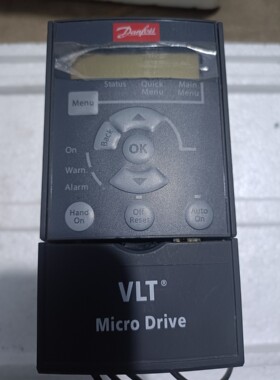 Danfoss
Status Quick Menu Main Menu
Menu
Back
OK
On
Warn.
Alarm
Hand On
Off Reset
Auto On
VLT®
Micro Drive